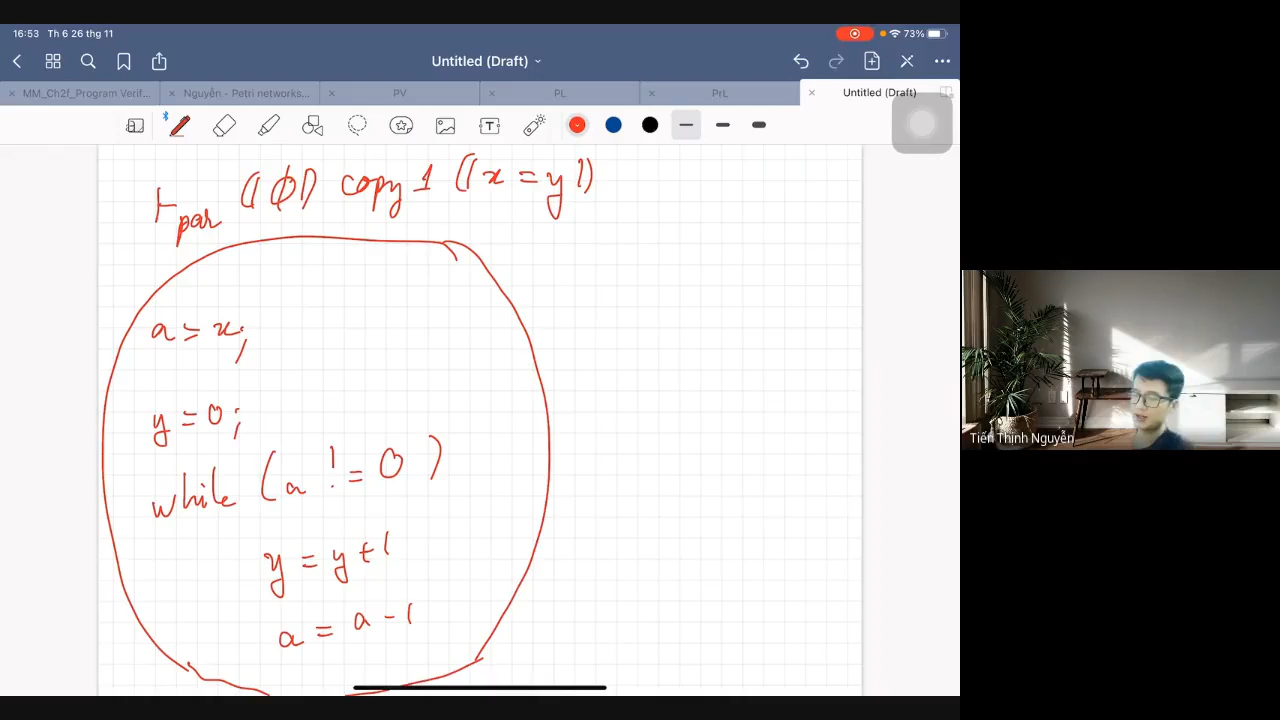 16:53 Th 6 26 thg 11 73%
Untitled (Draft)
MM_Ch2f_Program Verif... Nguyễn - Petri networks... PV PL PrL Untitled (Draft)
⊢par (|ϕ|) copy 1 (|x = y|)
a = x;
y = 0;
while (a != 0)
y = y + 1
a = a - 1
Tiến Thịnh Nguyễn